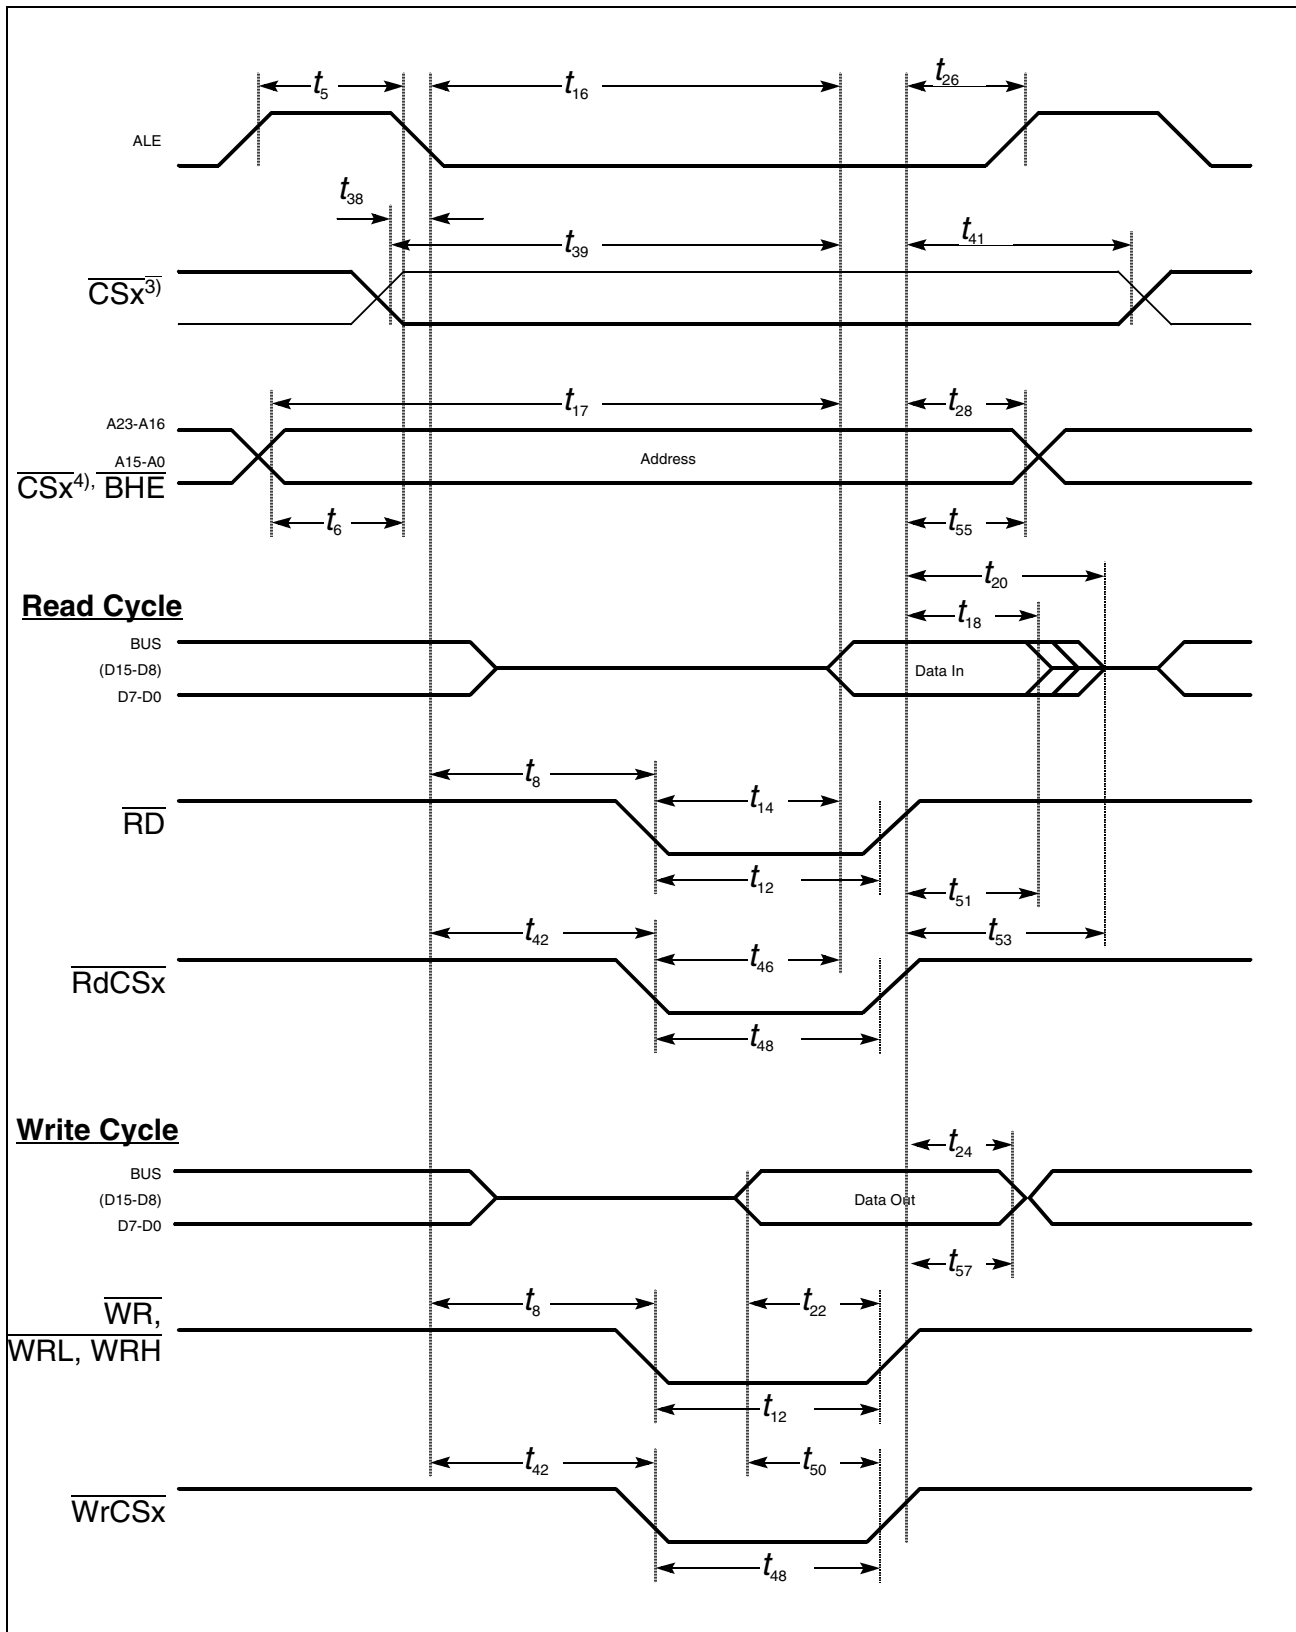 t5 t16 t26
ALE
t38
t39 t41
CSx3)
t17 t28
A23-A16
A15-A0 Address
CSx4), BHE
t6 t55
t20
Read Cycle t18
BUS
(D15-D8) Data In
D7-D0
t8
t14
RD
t12 t51
t42 t53
t46
RdCSx
t48
Write Cycle
t24
BUS
(D15-D8) Data Out
D7-D0
t57
t8 t22
WR,
WRL, WRH
t12
t42 t50
WrCSx
t48